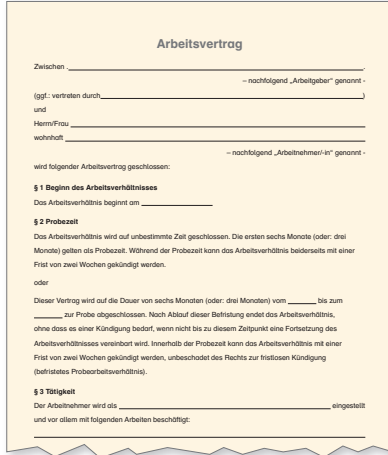 Arbeitsvertrag
Zwischen .
– nachfolgend „Arbeitgeber" genannt -
(ggf.: vertreten durch )
und
Herrn/Frau
wohnhaft
– nachfolgend „Arbeitnehmer/-in" genannt -
wird folgender Arbeitsvertrag geschlossen:
§ 1 Beginn des Arbeitsverhältnisses
Das Arbeitsverhältnis beginnt am
§ 2 Probezeit
Das Arbeitsverhältnis wird auf unbestimmte Zeit geschlossen. Die ersten sechs Monate (oder: drei
Monate) gelten als Probezeit. Während der Probezeit kann das Arbeitsverhältnis beiderseits mit einer
Frist von zwei Wochen gekündigt werden.
oder
Dieser Vertrag wird auf die Dauer von sechs Monaten (oder: drei Monaten) vom bis zum
zur Probe abgeschlossen. Nach Ablauf dieser Befristung endet das Arbeitsverhältnis,
ohne dass es einer Kündigung bedarf, wenn nicht bis zu diesem Zeitpunkt eine Fortsetzung des
Arbeitsverhältnisses vereinbart wird. Innerhalb der Probezeit kann das Arbeitsverhältnis mit einer
Frist von zwei Wochen gekündigt werden, unbeschadet des Rechts zur fristlosen Kündigung
(befristetes Probearbeitsverhältnis).
§ 3 Tätigkeit
Der Arbeitnehmer wird als eingestellt
und vor allem mit folgenden Arbeiten beschäftigt: